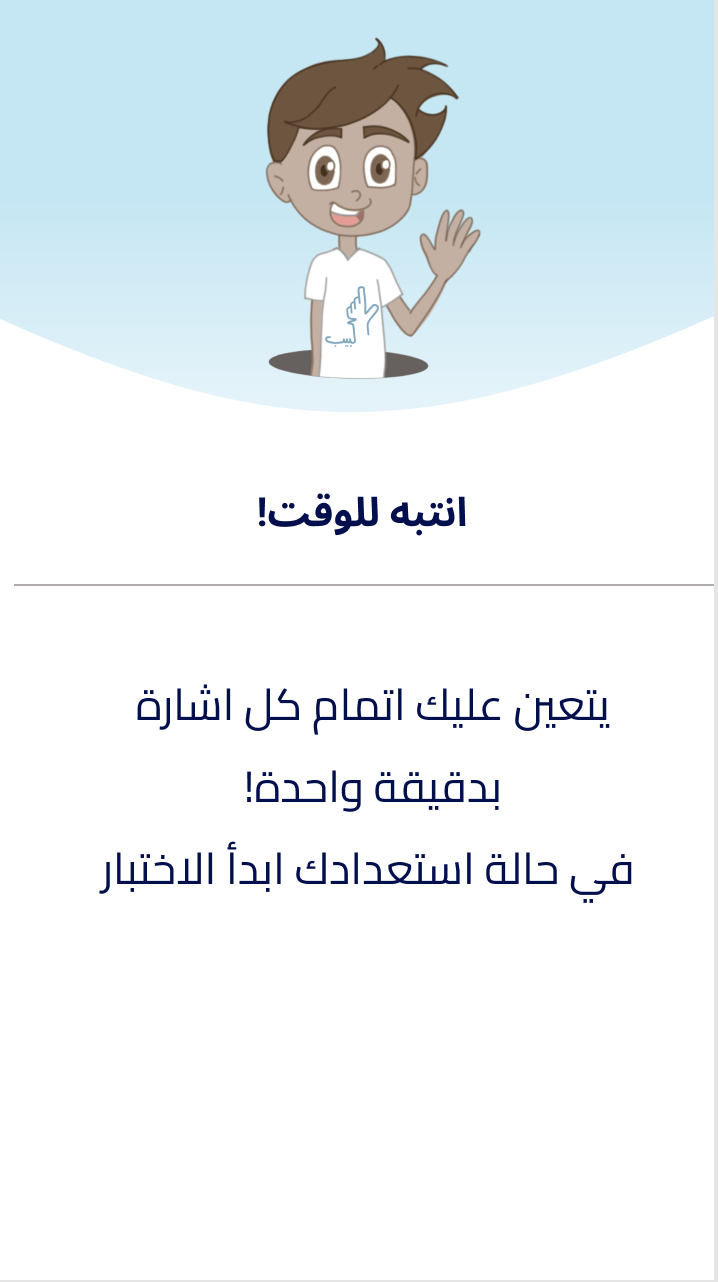 لبيب
انتبه للوقت!
يتعين عليك اتمام كل اشارة
بدقيقة واحدة!
في حالة استعدادك ابدأ الاختبار